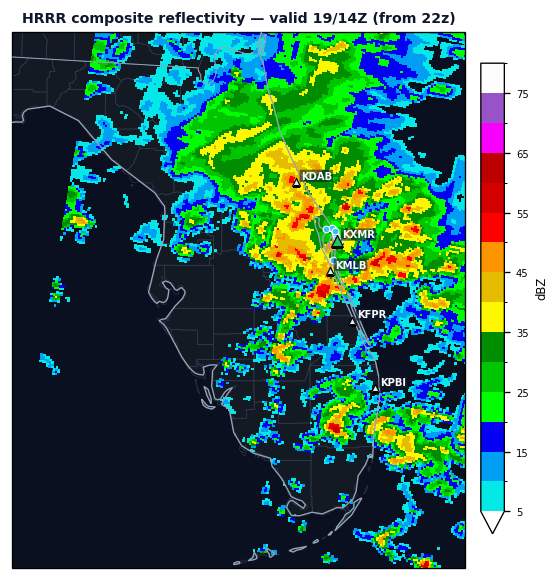 HRRR composite reflectivity — valid 19/14Z (from 22z)
KDAB
KXMR
KMLB
KFPR
KPBI
75
65
55
45
35
25
15
5
dBZ